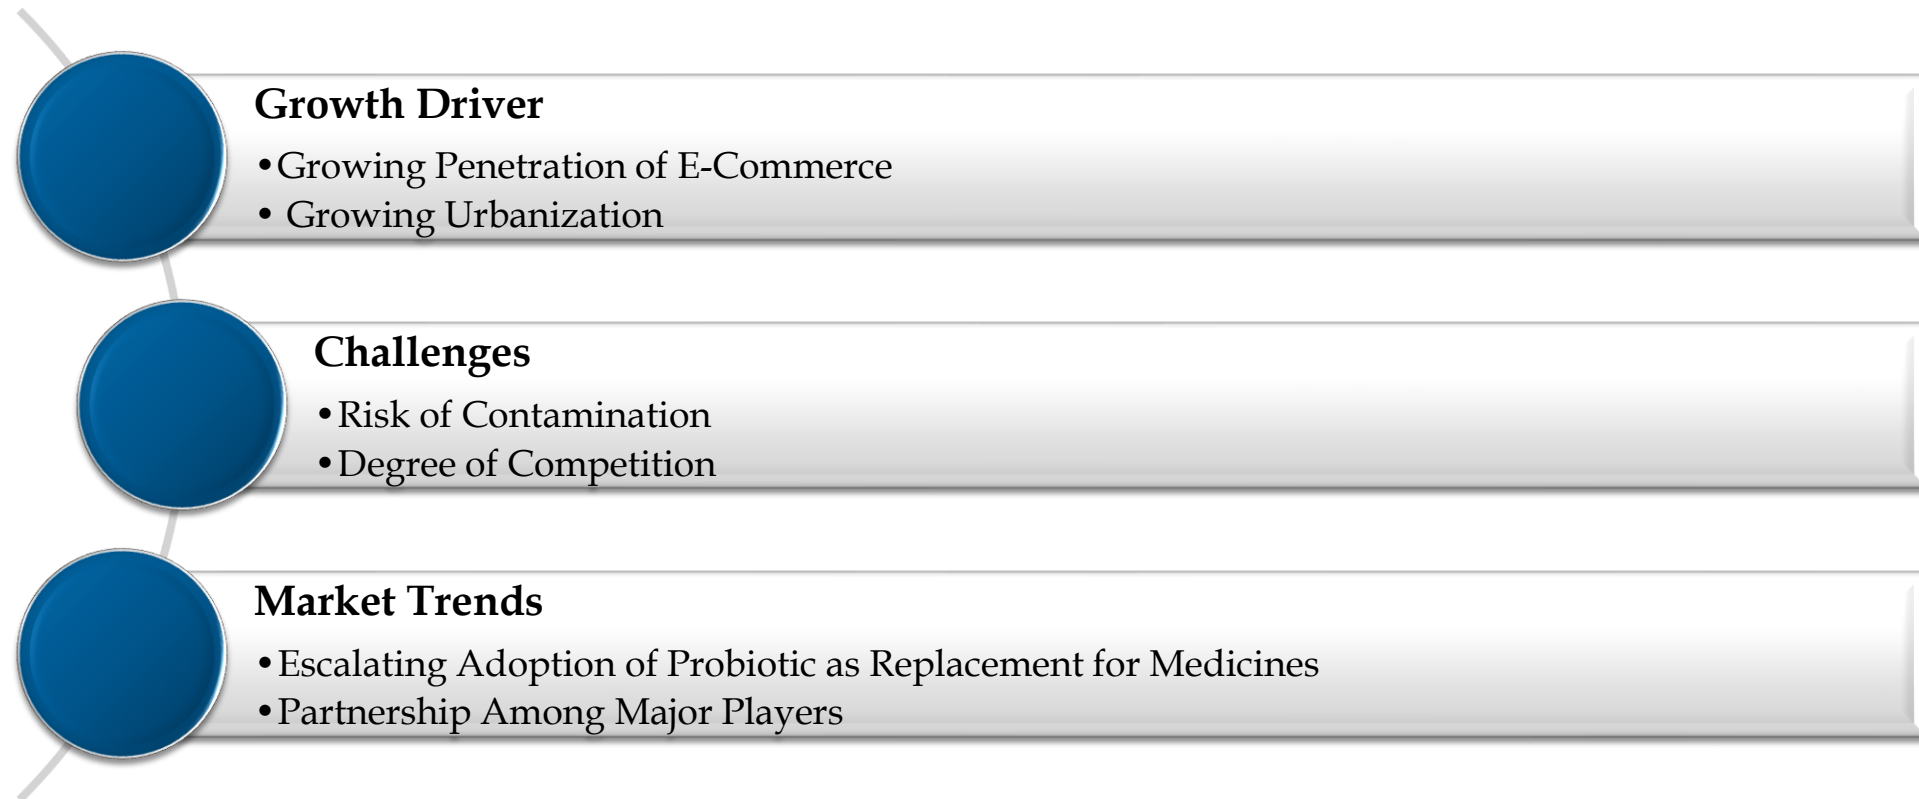 Growth Driver
•Growing Penetration of E-Commerce
• Growing Urbanization
Challenges
•Risk of Contamination
•Degree of Competition
Market Trends
•Escalating Adoption of Probiotic as Replacement for Medicines
•Partnership Among Major Players